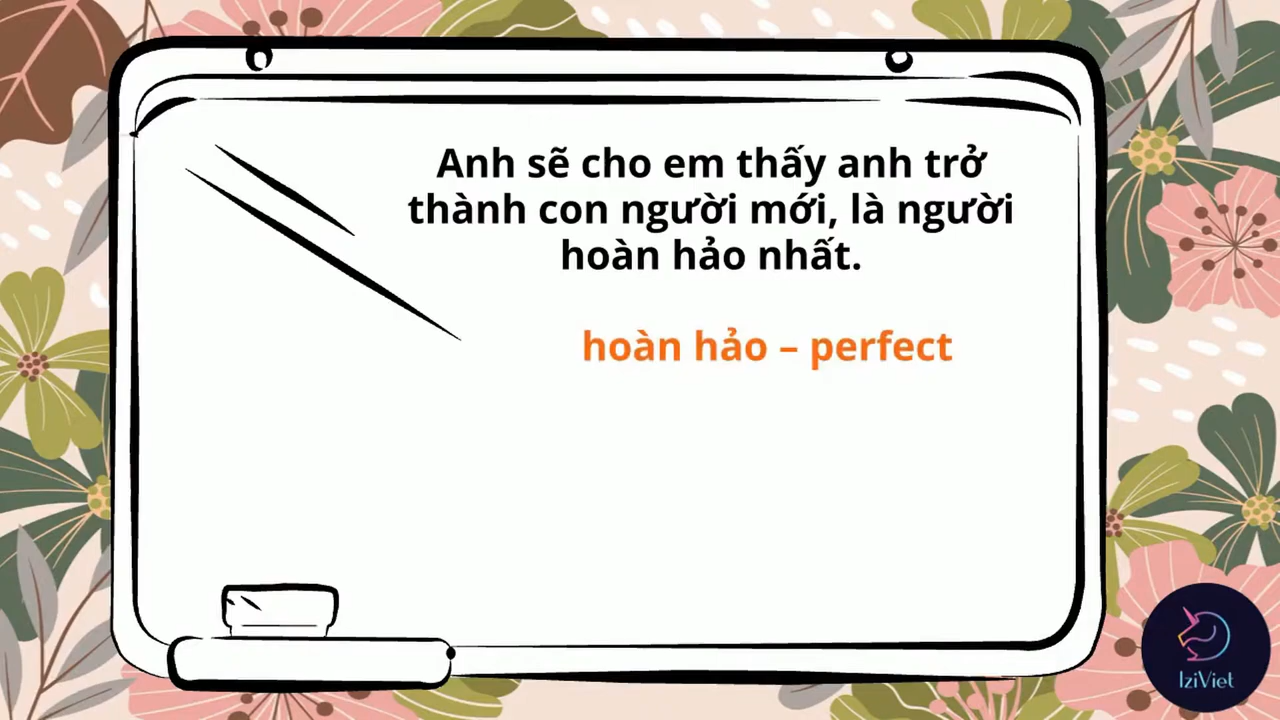 Anh sẽ cho em thấy anh trở
thành con người mới, là người
hoàn hảo nhất.
hoàn hảo – perfect
IziViet